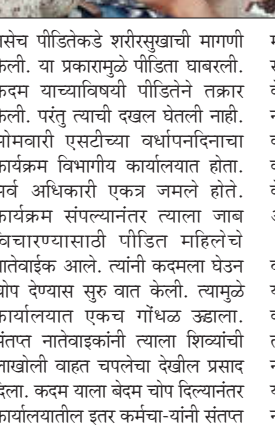 तसेच पीडितेकडे शरीरसुखाची मागणी
केली. या प्रकारामुळे पीडिता घाबरली.
कदम याच्याविषयी पीडितेने तक्रार
केली. परंतु त्याची दखल घेतली नाही.
सोमवारी एसटीच्या वर्धापनदिनाचा
कार्यक्रम विभागीय कार्यालयात होता.
सर्व अधिकारी एकत्र जमले होते.
कार्यक्रम संपल्यानंतर त्याला जाब
विचारण्यासाठी पीडित महिलेचे
नातेवाईक आले. त्यांनी कदमला घेउन
चोप देण्यास सुरु वात केली. त्यामुळे
कार्यालयात एकच गोंधळ उडाला.
संतप्त नातेवाइकांनी त्याला शिव्यांची
लाखोली वाहत चपलेचा देखील प्रसाद
दिला. कदम याला बेदम चोप दिल्यानंतर
कार्यालयातील इतर कर्मचा-यांनी संतप्त